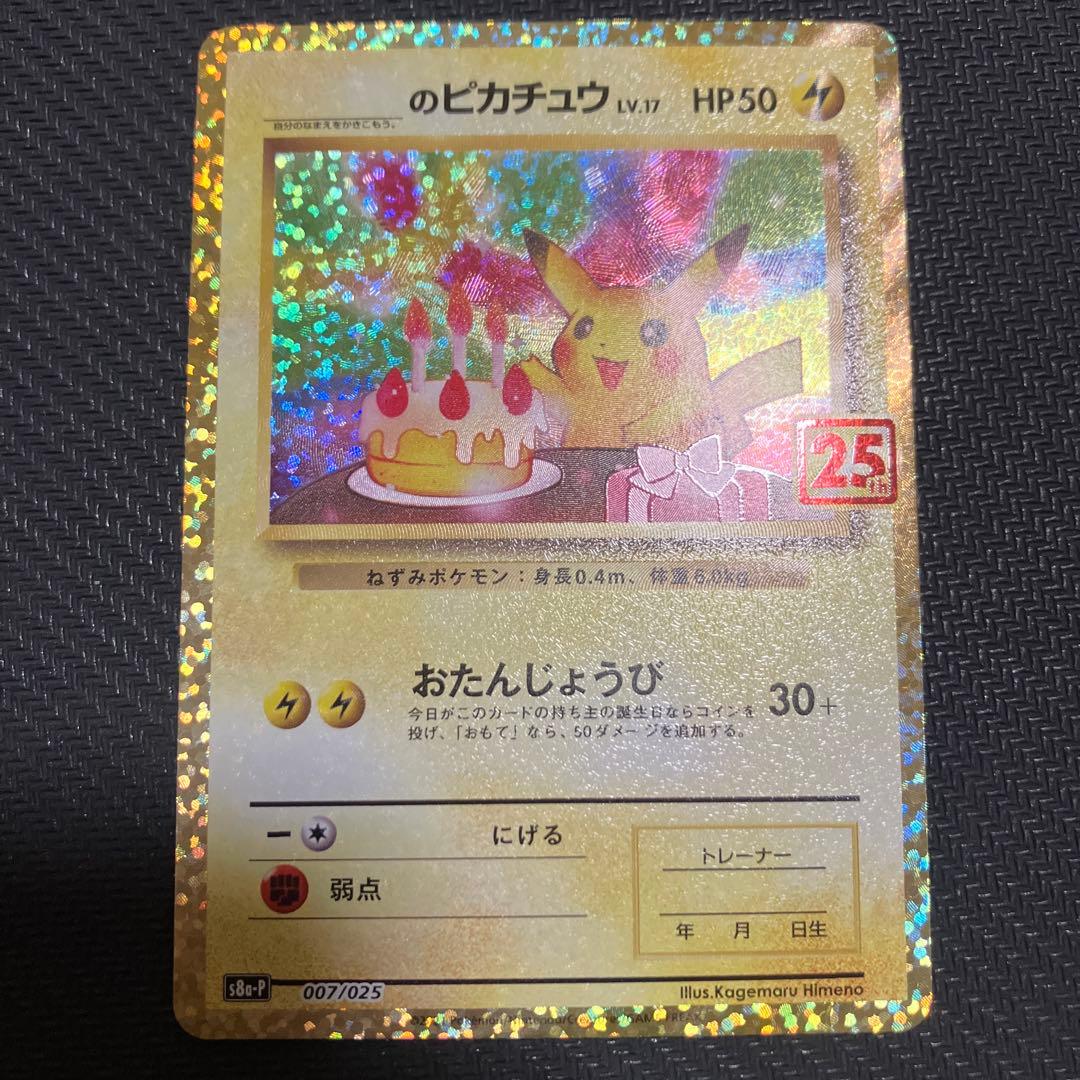 のピカチュウ LV.17 HP50
自分のなまえをかきこもう。
25th
ねずみポケモン：身長0.4m、体重6.0kg
おたんじょうび 30+
今日がこのカードの持ち主の誕生日ならコインを
投げ、「おもて」なら、50ダメージを追加する。
ー にげる
弱点
トレーナー
年 月 日生
s8a-P 007/025
Illus.Kagemaru Himeno